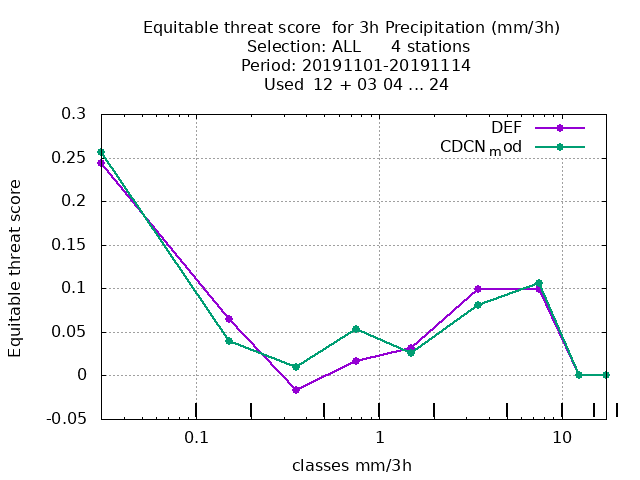 Equitable threat score  for 3h Precipitation (mm/3h)
Selection: ALL      4 stations
Period: 20191101-20191114
Used  12 + 03 04 ... 24
DEF
CDCNmod
0.3
0.25
0.2
0.15
0.1
0.05
0
-0.05
Equitable threat score
0.1
1
10
classes mm/3h